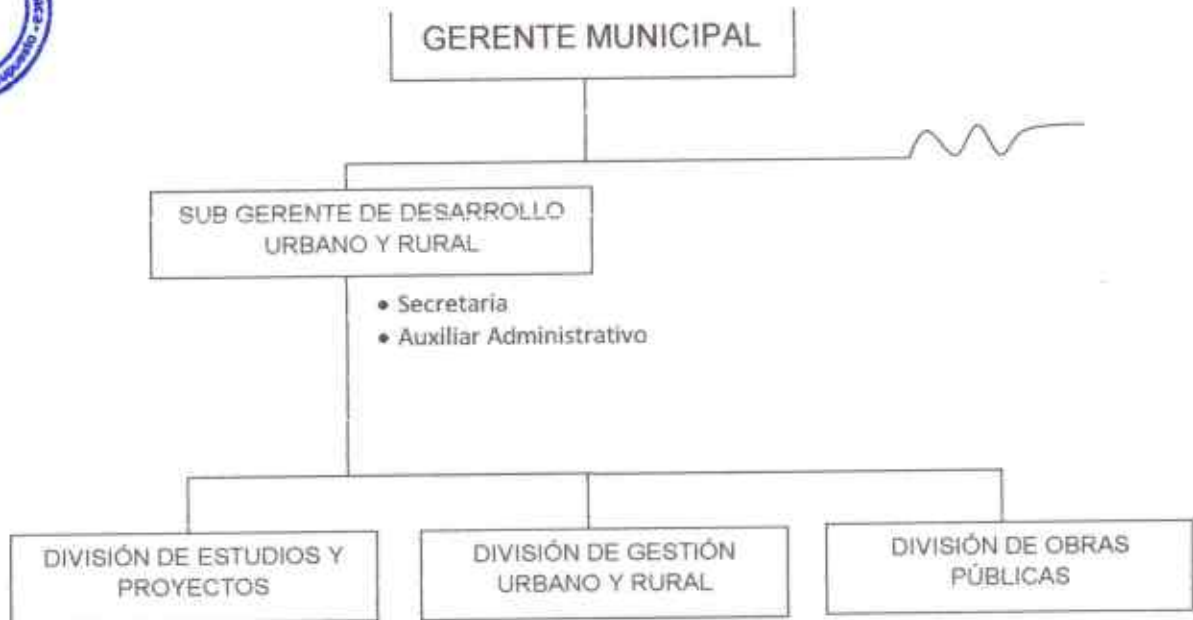 GERENTE MUNICIPAL
SUB GERENTE DE DESARROLLO
URBANO Y RURAL
• Secretaria
• Auxiliar Administrativo
DIVISIÓN DE ESTUDIOS Y
PROYECTOS
DIVISIÓN DE GESTIÓN
URBANO Y RURAL
DIVISIÓN DE OBRAS
PÚBLICAS